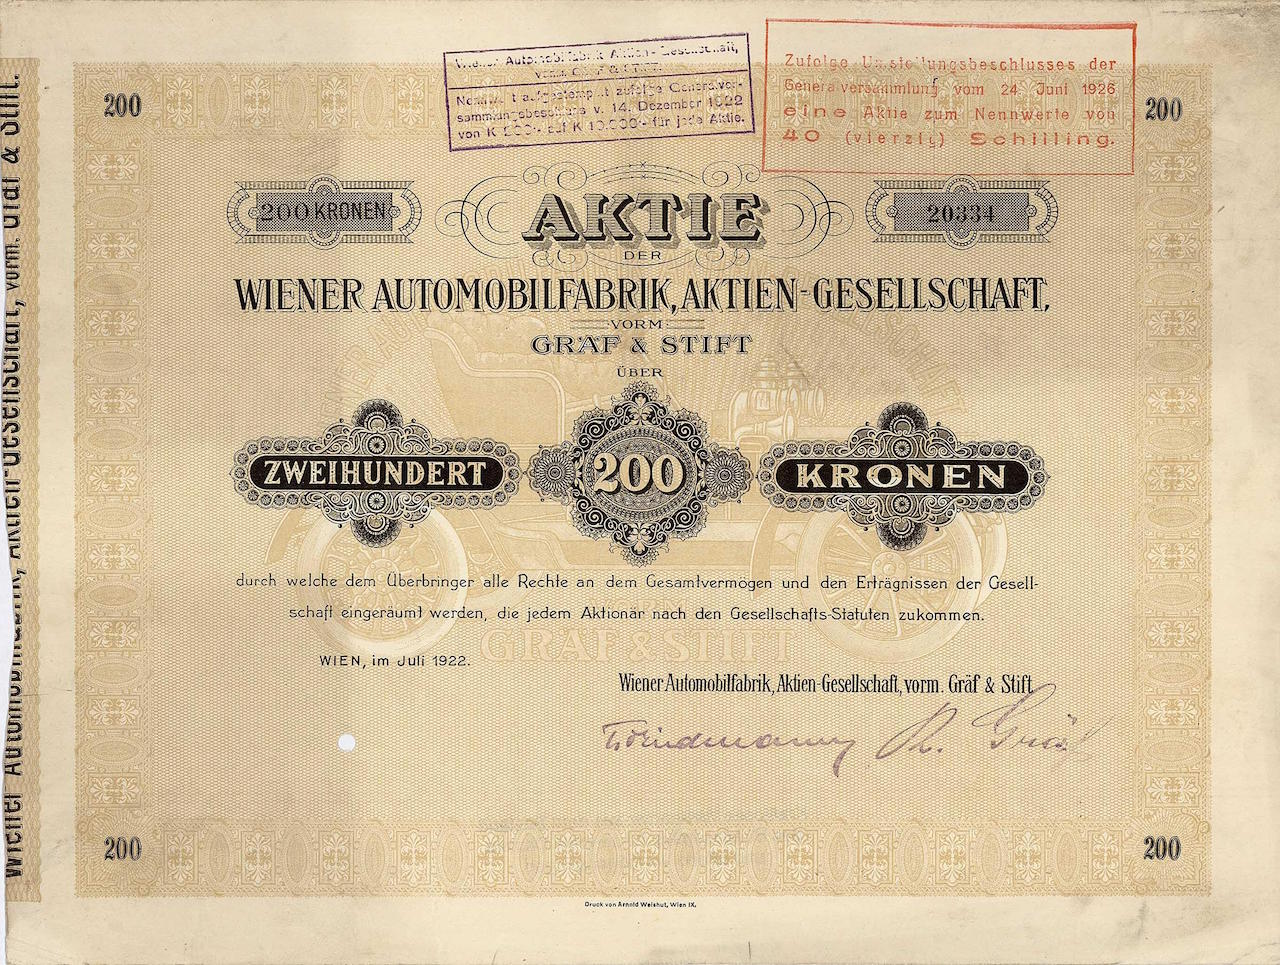 Wiener Automobilfabrik Aktien-Gesellschaft,
vorm. GRÄF & STIFT
Nennwert aufgestempelt zufolge Generalver-
sammlungsbeschluss v. 14. Dezember 1922
von K auf K 10.000·- für jede Aktie.
Zufolge Umstellungsbeschlusses der
Generalversammlung vom 24. Juni 1926
eine Aktie zum Nennwerte von
40 (vierzig) Schilling.
200
200
200 KRONEN
20334
AKTIE
DER
WIENER AUTOMOBILFABRIK, AKTIEN-GESELLSCHAFT,
VORM
GRÄF & STIFT
ÜBER
ZWEIHUNDERT 200 KRONEN
durch welche dem Überbringer alle Rechte an dem Gesamtvermögen und den Erträgnissen der Gesell-
schaft eingeräumt werden, die jedem Aktionär nach den Gesellschafts-Statuten zukommen.
GRÄF & STIFT
WIEN, im Juli 1922.
Wiener Automobilfabrik, Aktien-Gesellschaft, vorm. Gräf & Stift
R. Gräf
200
200
Druck von Arnold Weishut, Wien IX.
Wiener Automobilfabrik, Aktien-Gesellschaft, vorm. Gräf & Stift.